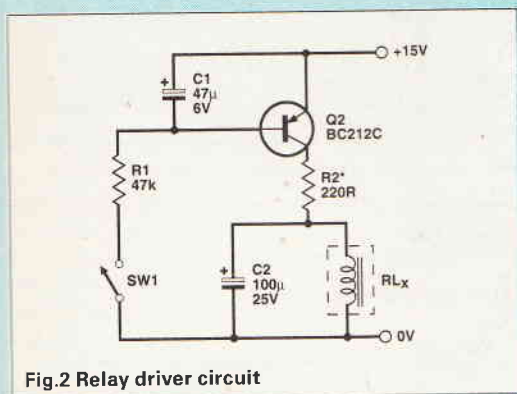 +15V
+
C1
47μ
6V
Q2
BC212C
R1
47k
R2*
220R
SW1
+
C2
100μ
25V
RLx
0V
Fig.2 Relay driver circuit